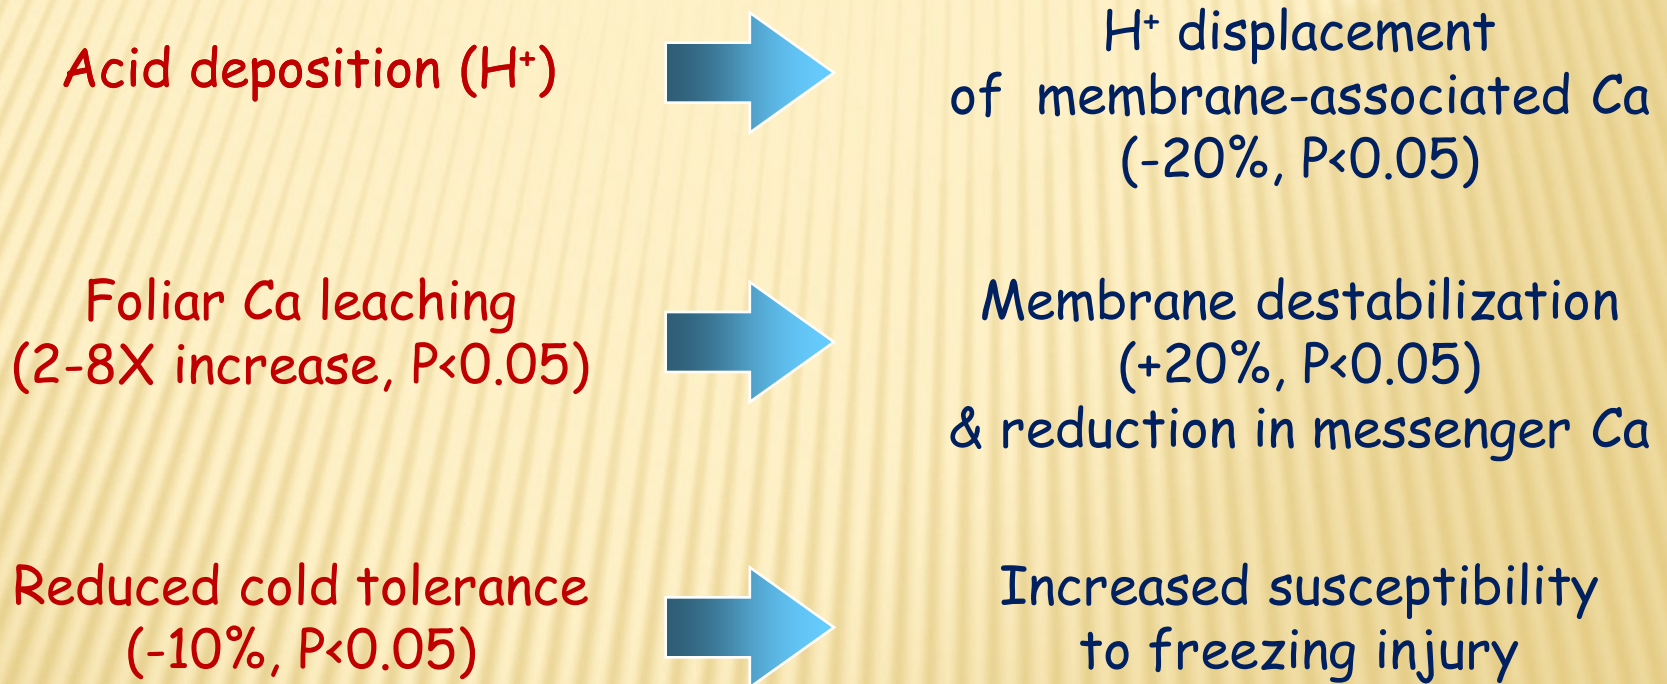 Acid deposition (H⁺)
H⁺ displacement
of membrane-associated Ca
(-20%, P<0.05)
Foliar Ca leaching
(2-8X increase, P<0.05)
Membrane destabilization
(+20%, P<0.05)
& reduction in messenger Ca
Reduced cold tolerance
(-10%, P<0.05)
Increased susceptibility
to freezing injury